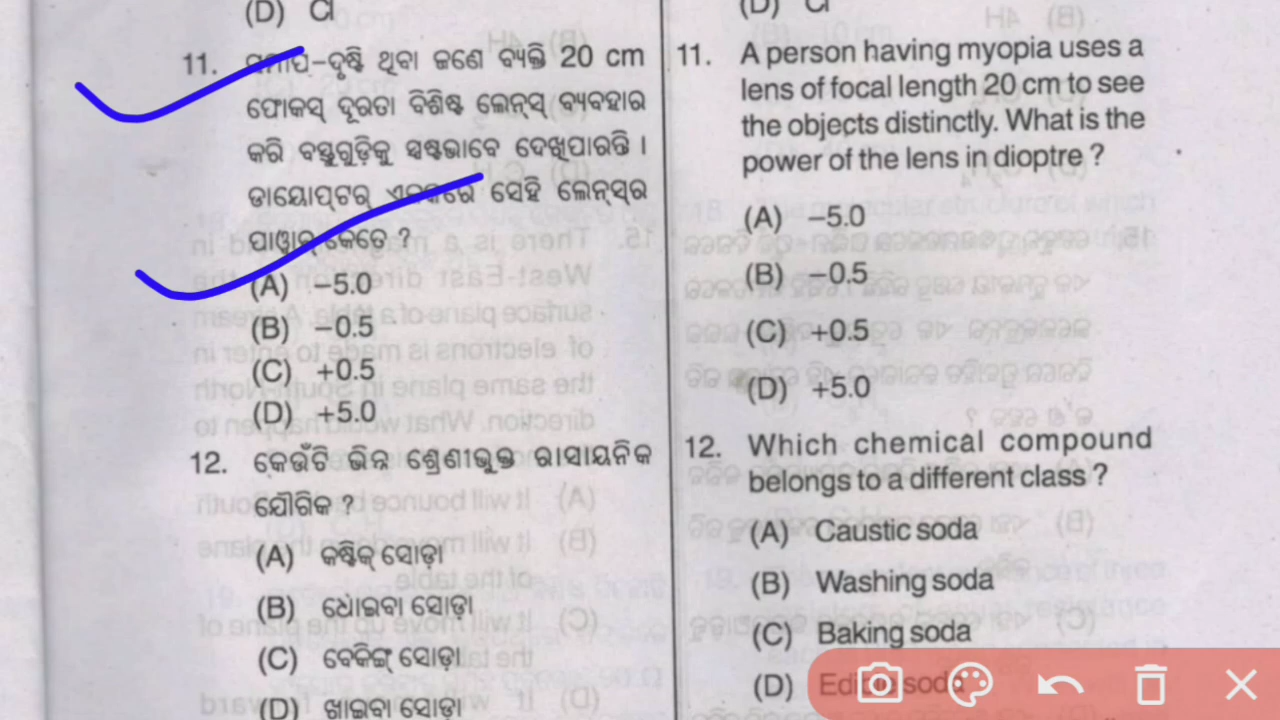 (D) Cl
11. ସମୀପ-ଦୃଷ୍ଟି ଥିବା ଜଣେ ବ୍ୟକ୍ତି 20 cm
ଫୋକସ୍ ଦୂରତା ବିଶିଷ୍ଟ ଲେନ୍‌ସ୍ ବ୍ୟବହାର
କରି ବସ୍ତୁଗୁଡ଼ିକୁ ସ୍ପଷ୍ଟଭାବେ ଦେଖିପାରନ୍ତି ।
ଡାୟୋପ୍‌ଟର୍ ଏକକରେ ସେହି ଲେନ୍‌ସ୍‌ର
ପାୱାର୍ କେତେ ?
(A) –5.0
(B) –0.5
(C) +0.5
(D) +5.0
12. କେଉଁଟି ଭିନ୍ନ ଶ୍ରେଣୀଭୁକ୍ତ ରାସାୟନିକ
ଯୌଗିକ ?
(A) କଷ୍ଟିକ୍ ସୋଡ଼ା
(B) ଧୋଇବା ସୋଡ଼ା
(C) ବେକିଙ୍ଗ୍ ସୋଡ଼ା
(D) ଖାଇବା ସୋଡ଼ା
(D) Cl
11. A person having myopia uses a
lens of focal length 20 cm to see
the objects distinctly. What is the
power of the lens in dioptre ?
(A) –5.0
(B) –0.5
(C) +0.5
(D) +5.0
12. Which chemical compound
belongs to a different class ?
(A) Caustic soda
(B) Washing soda
(C) Baking soda
(D) Edible soda